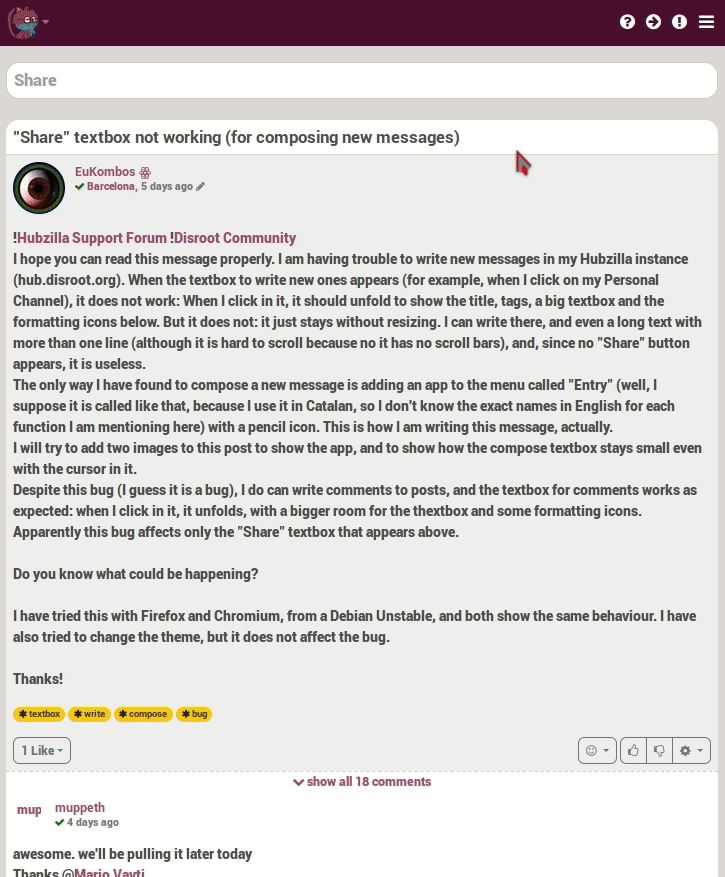 Share
"Share" textbox not working (for composing new messages)
EuKombos
Barcelona, 5 days ago
!Hubzilla Support Forum !Disroot Community
I hope you can read this message properly. I am having trouble to write new messages in my Hubzilla instance
(hub.disroot.org). When the textbox to write new ones appears (for example, when I click on my Personal
Channel), it does not work: When I click in it, it should unfold to show the title, tags, a big textbox and the
formatting icons below. But it does not: it just stays without resizing. I can write there, and even a long text with
more than one line (although it is hard to scroll because no it has no scroll bars), and, since no "Share" button
appears, it is useless.
The only way I have found to compose a new message is adding an app to the menu called "Entry" (well, I
suppose it is called like that, because I use it in Catalan, so I don't know the exact names in English for each
function I am mentioning here) with a pencil icon. This is how I am writing this message, actually.
I will try to add two images to this post to show the app, and to show how the compose textbox stays small even
with the cursor in it.
Despite this bug (I guess it is a bug), I do can write comments to posts, and the textbox for comments works as
expected: when I click in it, it unfolds, with a bigger room for the thextbox and some formatting icons.
Apparently this bug affects only the "Share" textbox that appears above.
Do you know what could be happening?
I have tried this with Firefox and Chromium, from a Debian Unstable, and both show the same behaviour. I have
also tried to change the theme, but it does not affect the bug.
Thanks!
textbox write compose bug
1 Like
show all 18 comments
mup muppeth
4 days ago
awesome. we'll be pulling it later today
Thanks @Mario Vavti